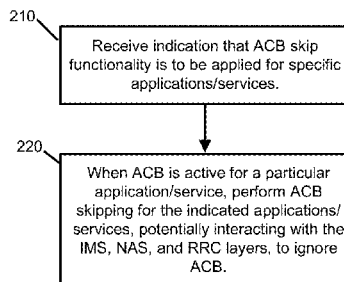 210
Receive indication that ACB skip
functionality is to be applied for specific
applications/services.
220
When ACB is active for a particular
application/service, perform ACB
skipping for the indicated applications/
services, potentially interacting with the
IMS, NAS, and RRC layers, to ignore
ACB.